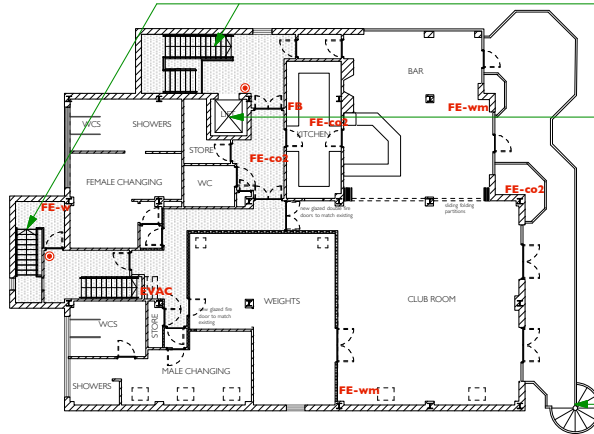 BAR
LIFT
FB
FE-wm
WCS
SHOWERS
FE-co2
KITCHEN
STORE
FE-co2
WC
FEMALE CHANGING
FE-co2
FE-w
new glazed double fire
doors to match existing
sliding folding
partitions
EVAC
WEIGHTS
CLUB ROOM
new glazed fire
door to match
existing
WCS
STORE
MALE CHANGING
SHOWERS
FE-wm